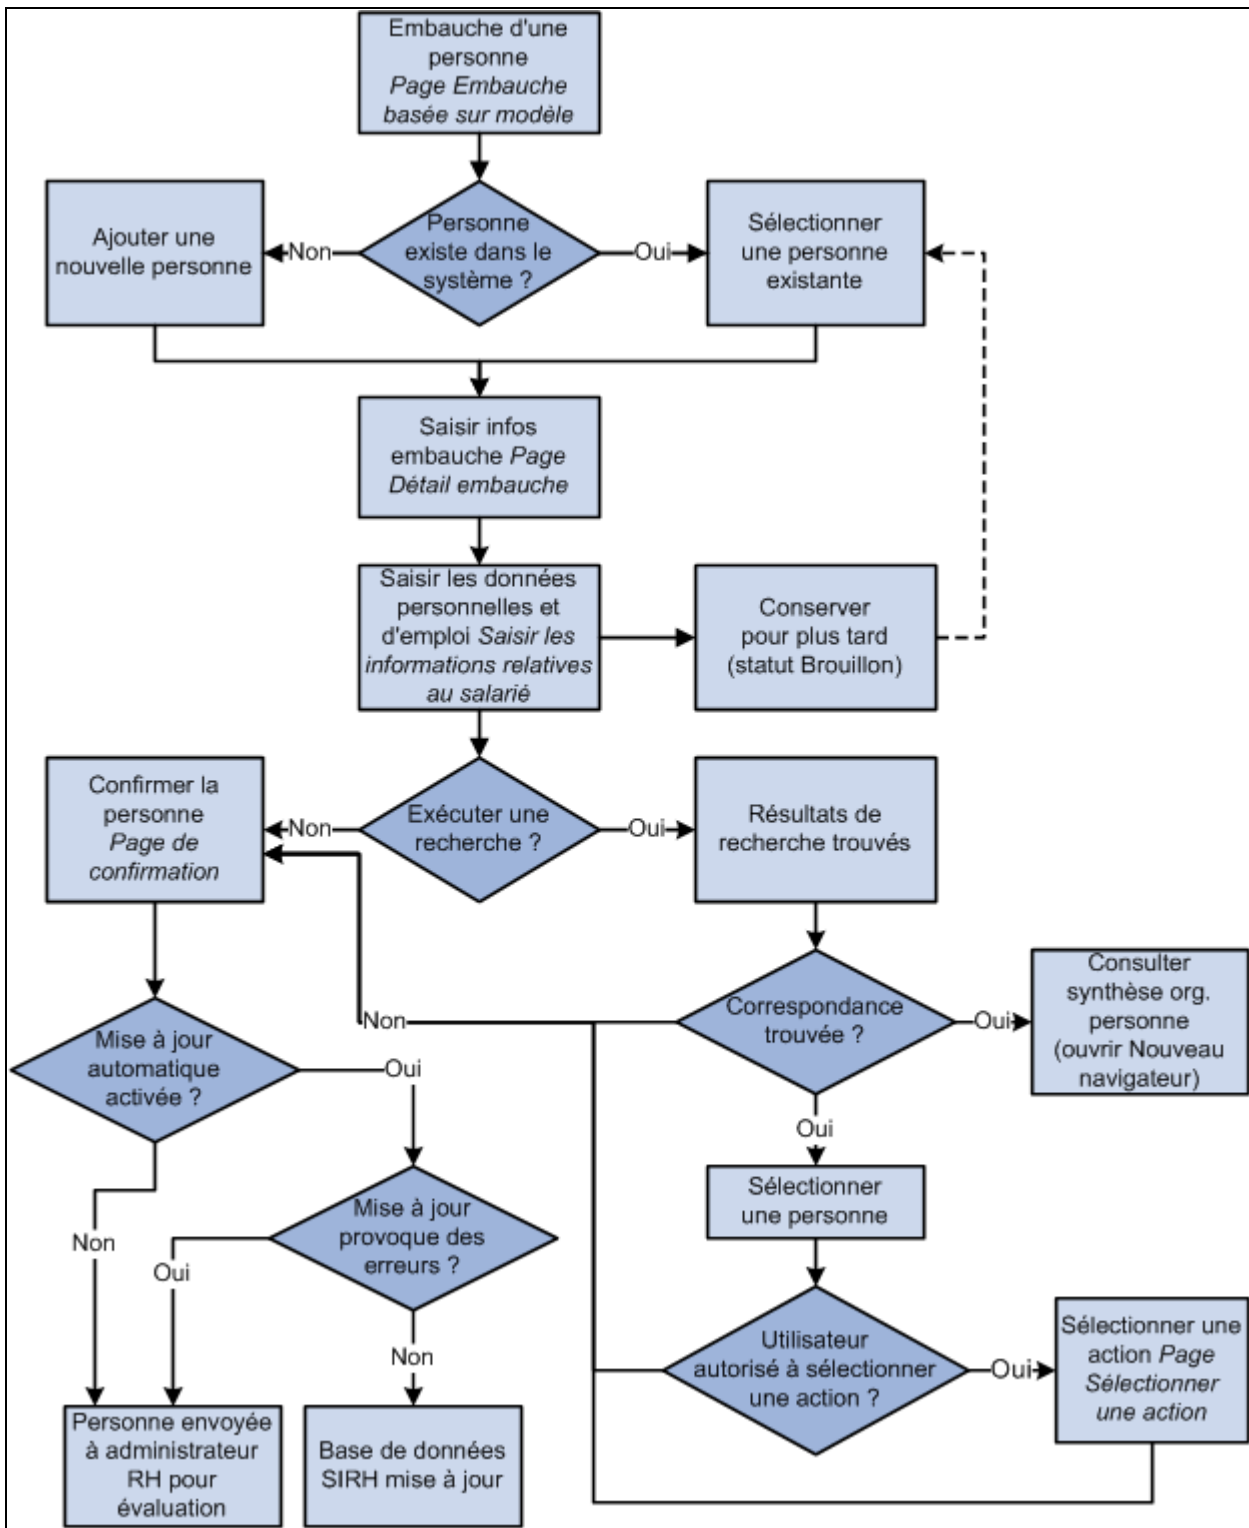 Embauche d'une
personne
Page Embauche
basée sur modèle
Ajouter une
nouvelle personne
Non
Personne
existe dans le
système ?
Oui
Sélectionner
une personne
existante
Saisir infos
embauche Page
Détail embauche
Saisir les données
personnelles et
d'emploi Saisir les
informations relatives
au salarié
Conserver
pour plus tard
(statut Brouillon)
Confirmer la
personne
Page de
confirmation
Non
Exécuter une
recherche ?
Oui
Résultats de
recherche trouvés
Non
Correspondance
trouvée ?
Oui
Consulter
synthèse org.
personne
(ouvrir Nouveau
navigateur)
Mise à jour
automatique
activée ?
Oui
Oui
Sélectionner
une personne
Non
Mise à jour
provoque des
erreurs ?
Oui
Non
Utilisateur
autorisé à sélectionner
une action ?
Oui
Sélectionner une
action Page
Sélectionner
une action
Personne envoyée
à administrateur
RH pour
évaluation
Base de données
SIRH mise à jour